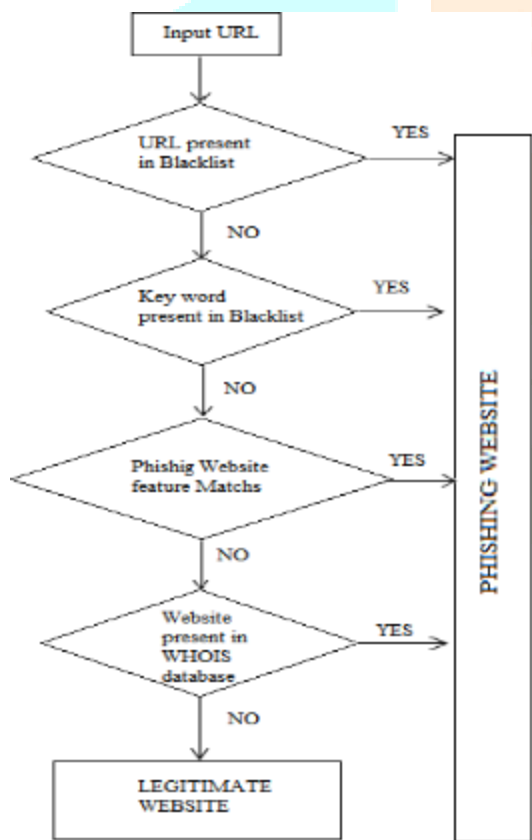 Input URL
URL present
in Blacklist
YES
NO
Key word
present in Blacklist
YES
NO
Phishig Website
feature Matchs
YES
NO
Website
present in
WHOIS
database
YES
NO
LEGITIMATE
WEBSITE
PHISHING WEBSITE